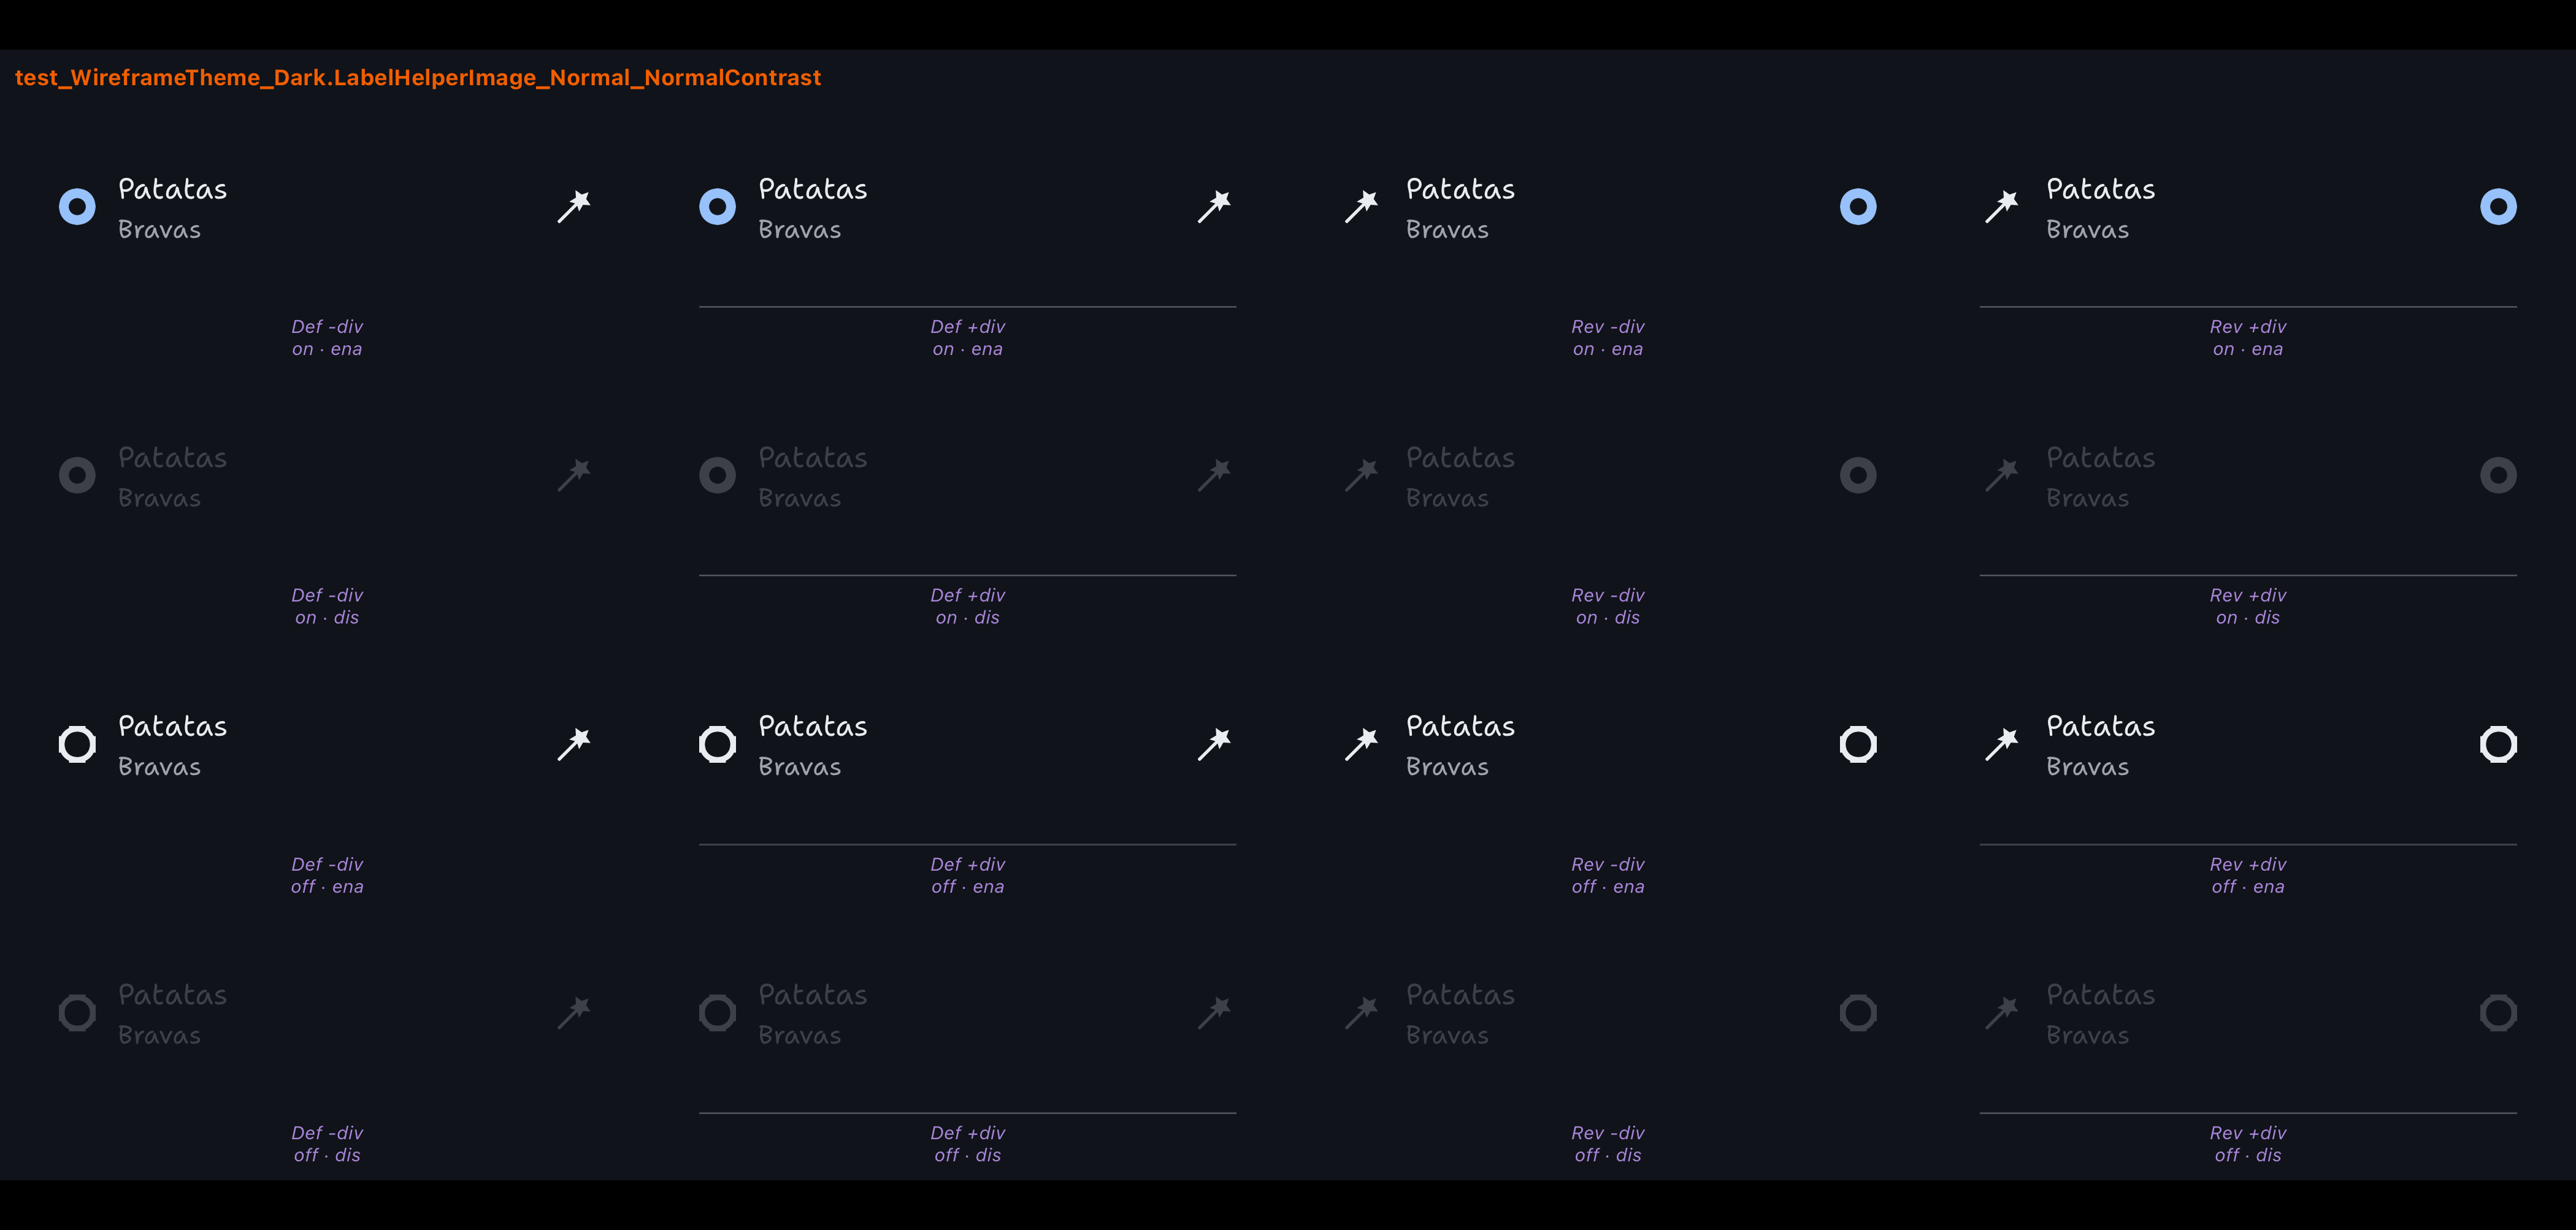 test_WireframeTheme_Dark.LabelHelperImage_Normal_NormalContrast
Patatas
Bravas
Def -div
on · ena
Patatas
Bravas
Def +div
on · ena
Patatas
Bravas
Rev -div
on · ena
Patatas
Bravas
Rev +div
on · ena
Patatas
Bravas
Def -div
on · dis
Patatas
Bravas
Def +div
on · dis
Patatas
Bravas
Rev -div
on · dis
Patatas
Bravas
Rev +div
on · dis
Patatas
Bravas
Def -div
off · ena
Patatas
Bravas
Def +div
off · ena
Patatas
Bravas
Rev -div
off · ena
Patatas
Bravas
Rev +div
off · ena
Patatas
Bravas
Def -div
off · dis
Patatas
Bravas
Def +div
off · dis
Patatas
Bravas
Rev -div
off · dis
Patatas
Bravas
Rev +div
off · dis